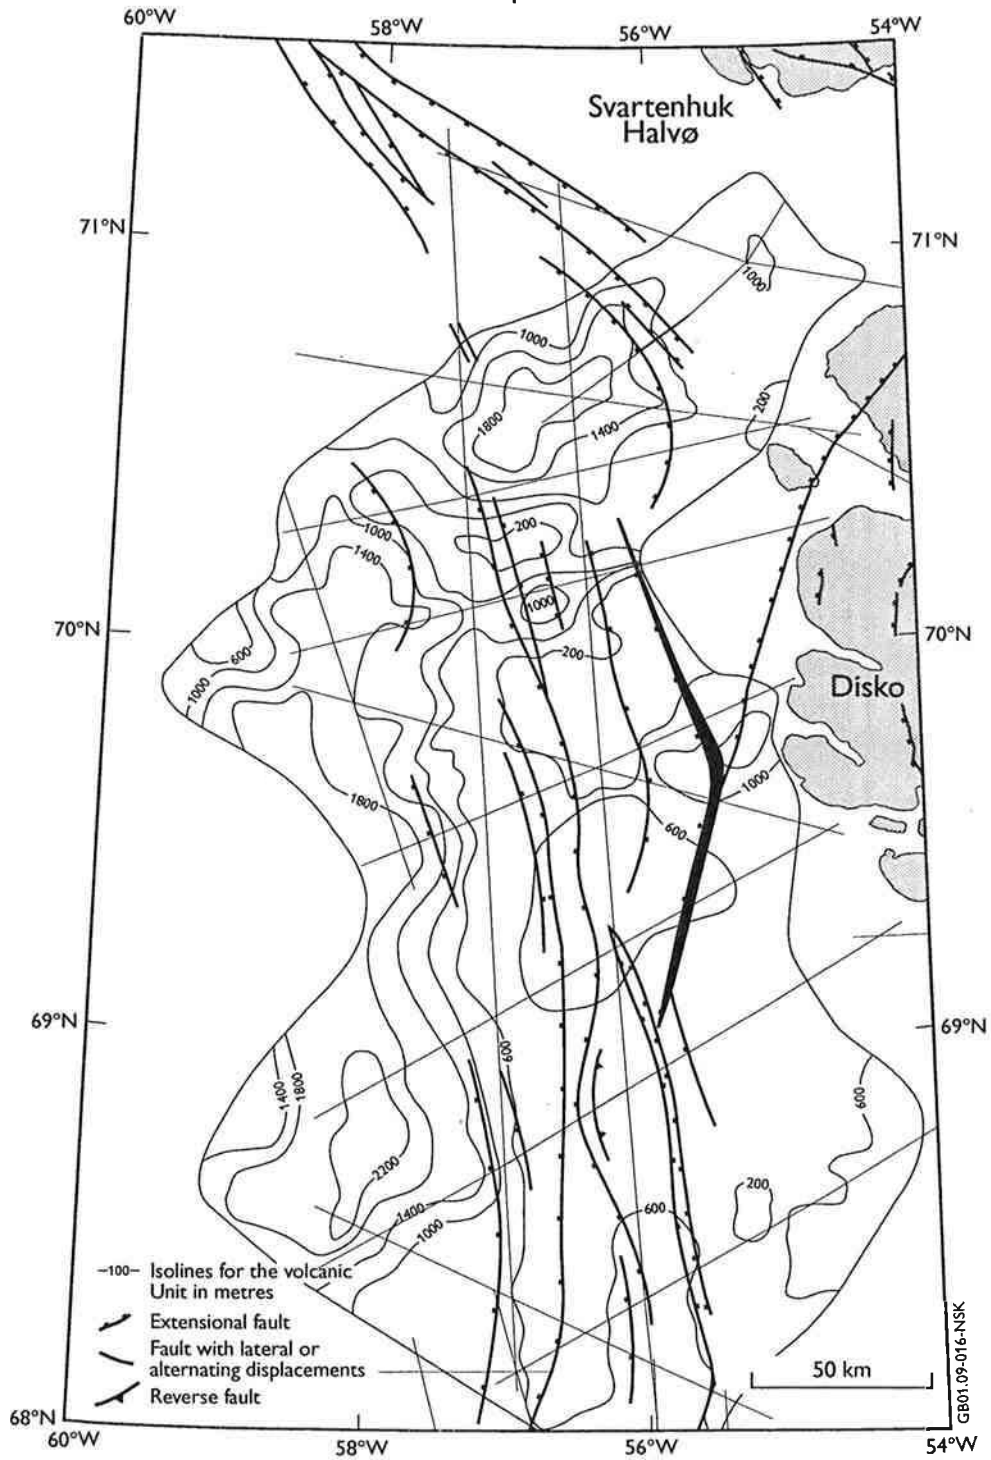 60°W
58°W
56°W
54°W
Svartenhuk
Halvø
71°N
71°N
1000
1000
200
1800
1400
1000
200
1400
1000
70°N
70°N
600
200
1000
Disko
1800
1000
600
69°N
69°N
600
1400
1800
600
2200
200
1400
600
1000
-100- Isolines for the volcanic
Unit in metres
Extensional fault
Fault with lateral or
alternating displacements
Reverse fault
50 km
GB01.09-016-NSK
68°N
60°W
58°W
56°W
54°W